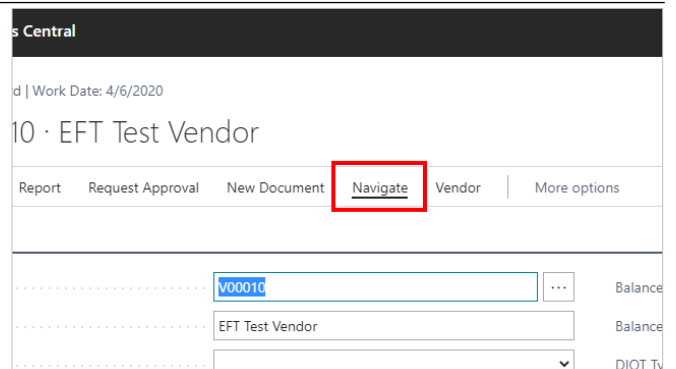 s Central
d | Work Date: 4/6/2020
10 · EFT Test Vendor
Report Request Approval New Document Navigate Vendor | More options
V00010 ··· Balance
EFT Test Vendor Balance
DIOT Ty